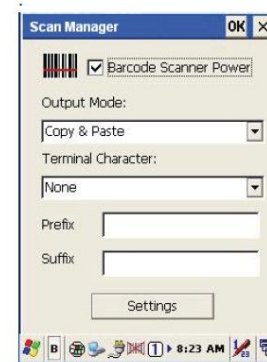 Scan Manager OK ×
Barcode Scanner Power
Output Mode:
Copy & Paste
Terminal Character:
None
Prefix
Suffix
Settings
B 1 8:23 AM